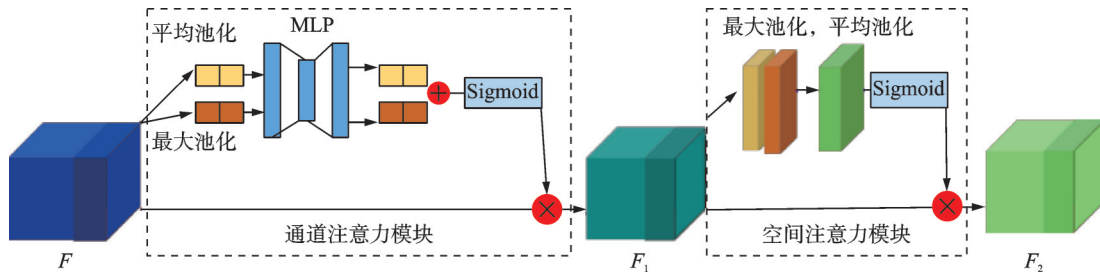 平均池化
MLP
最大池化
Sigmoid
通道注意力模块
F
F₁
最大池化，平均池化
Sigmoid
空间注意力模块
F₂